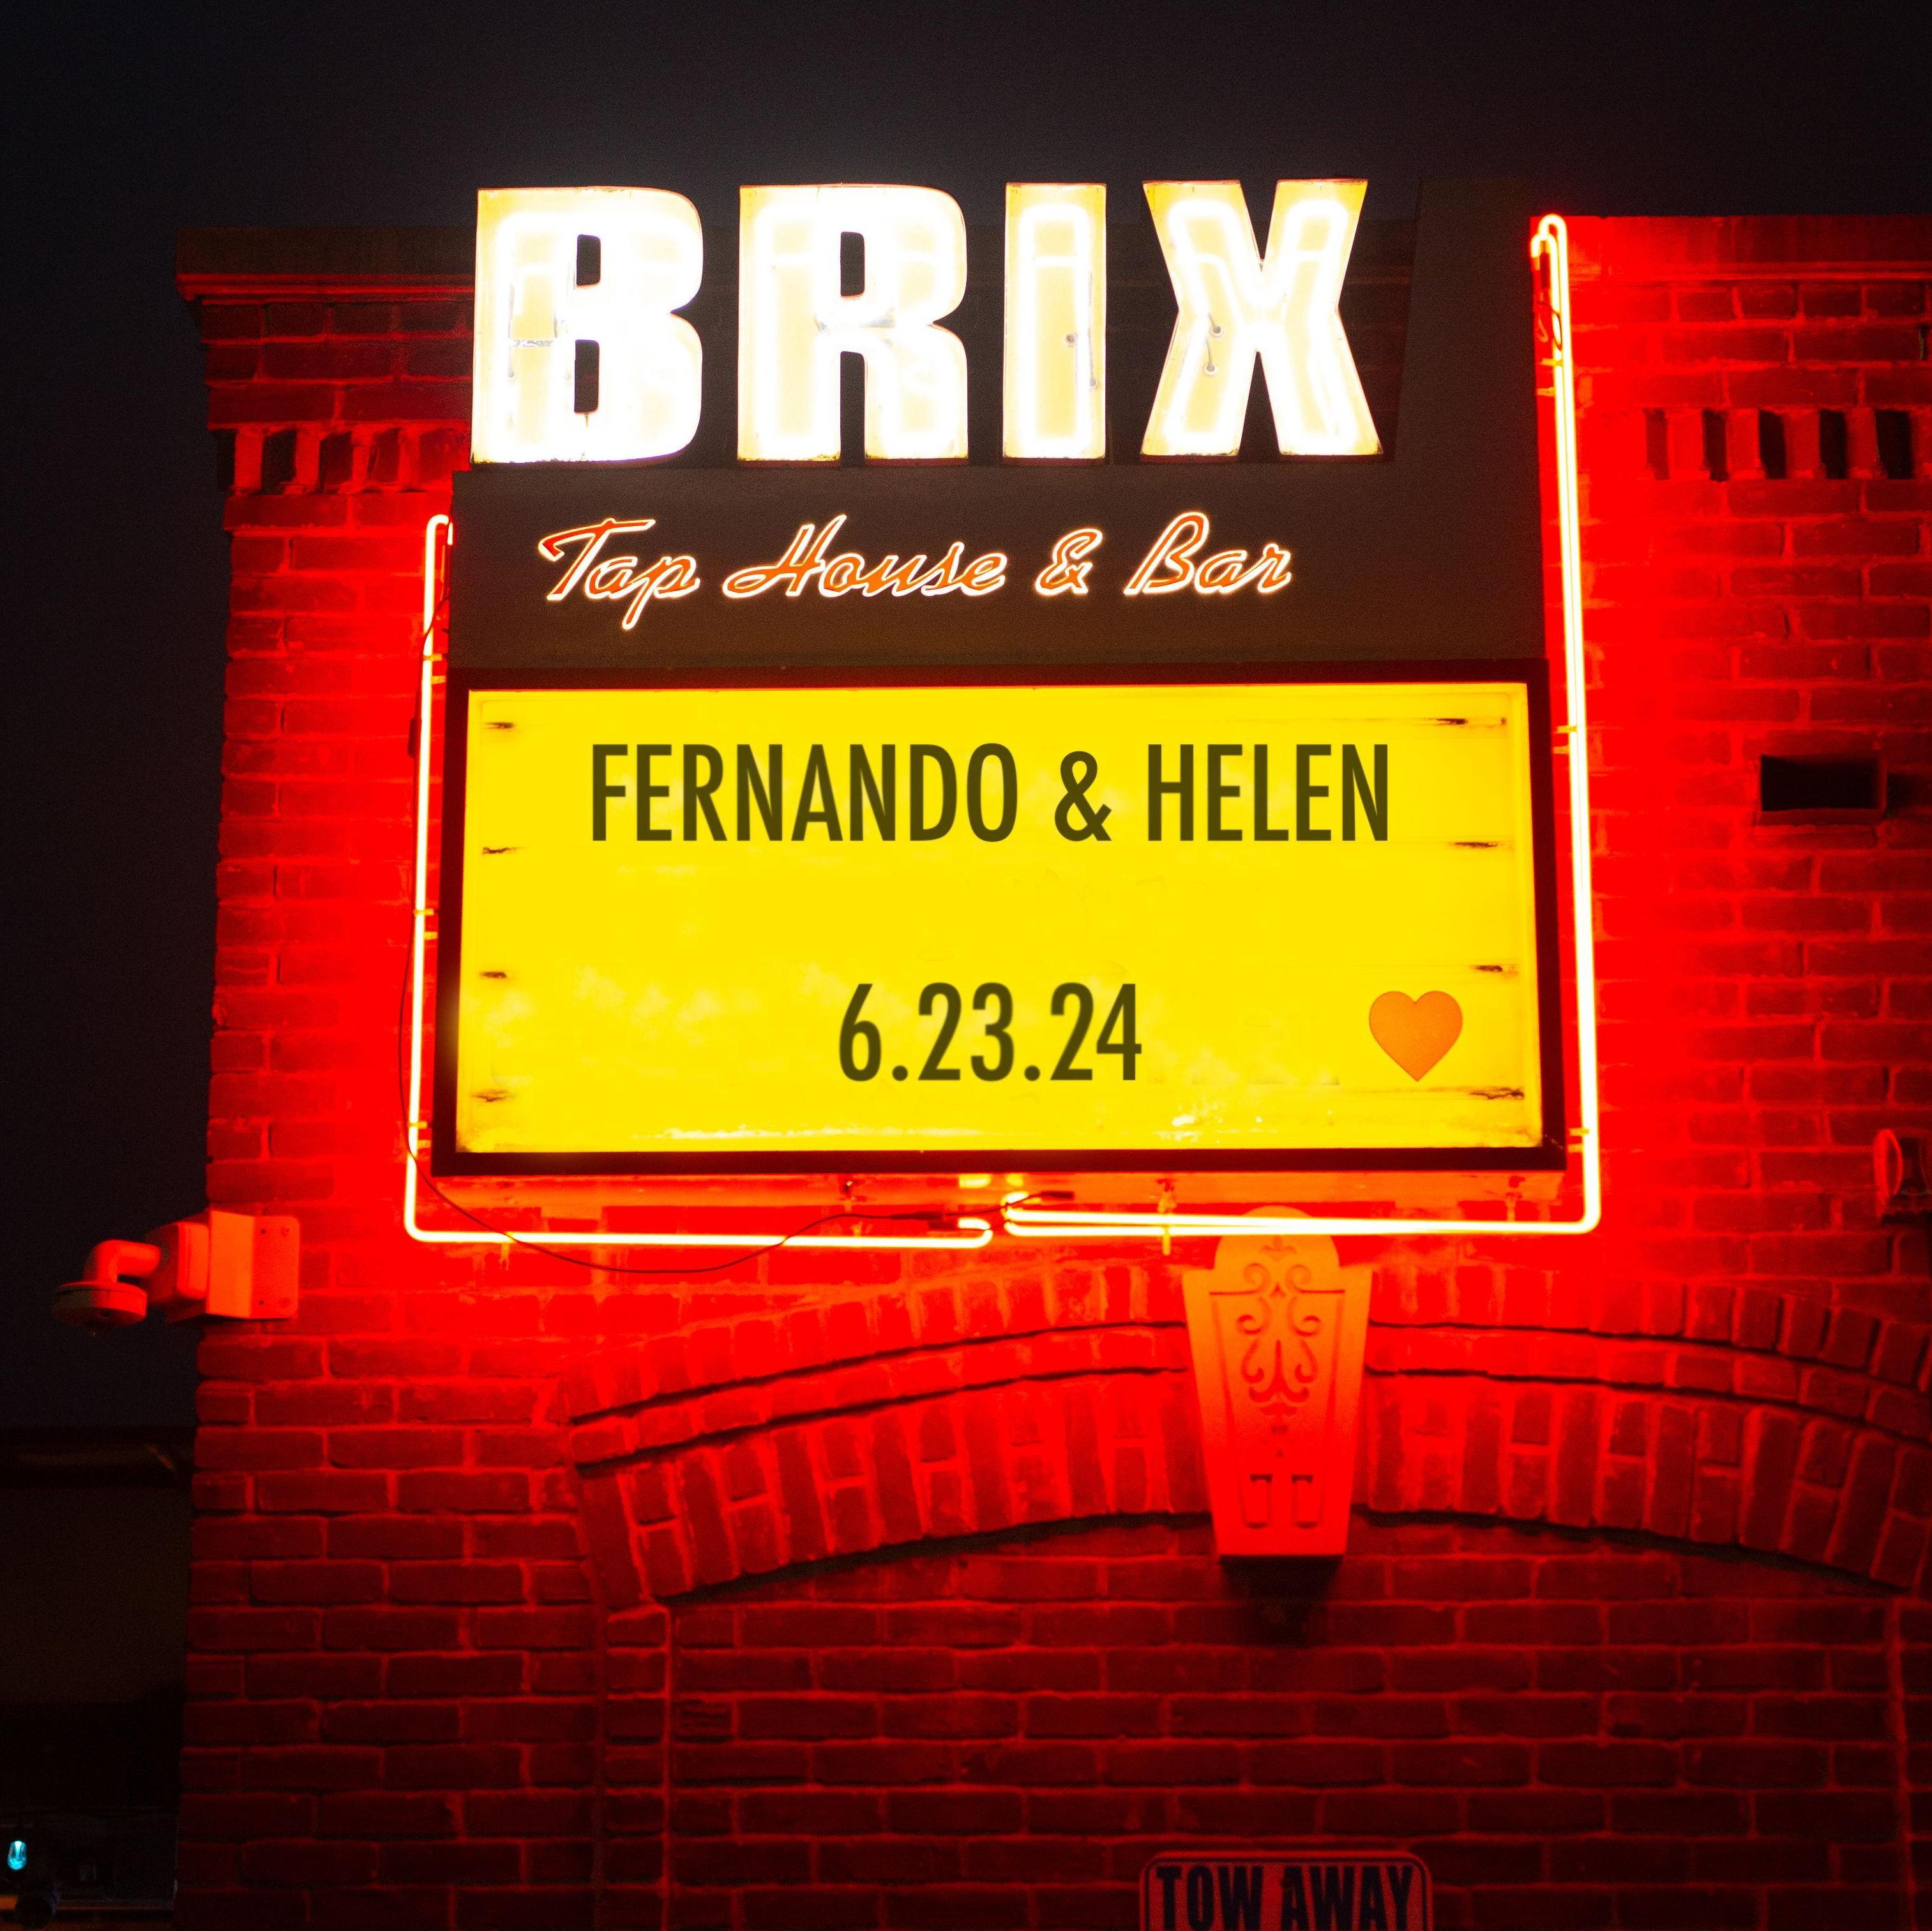 BRIX
Tap House & Bar
FERNANDO & HELEN
6.23.24
TOW AWAY